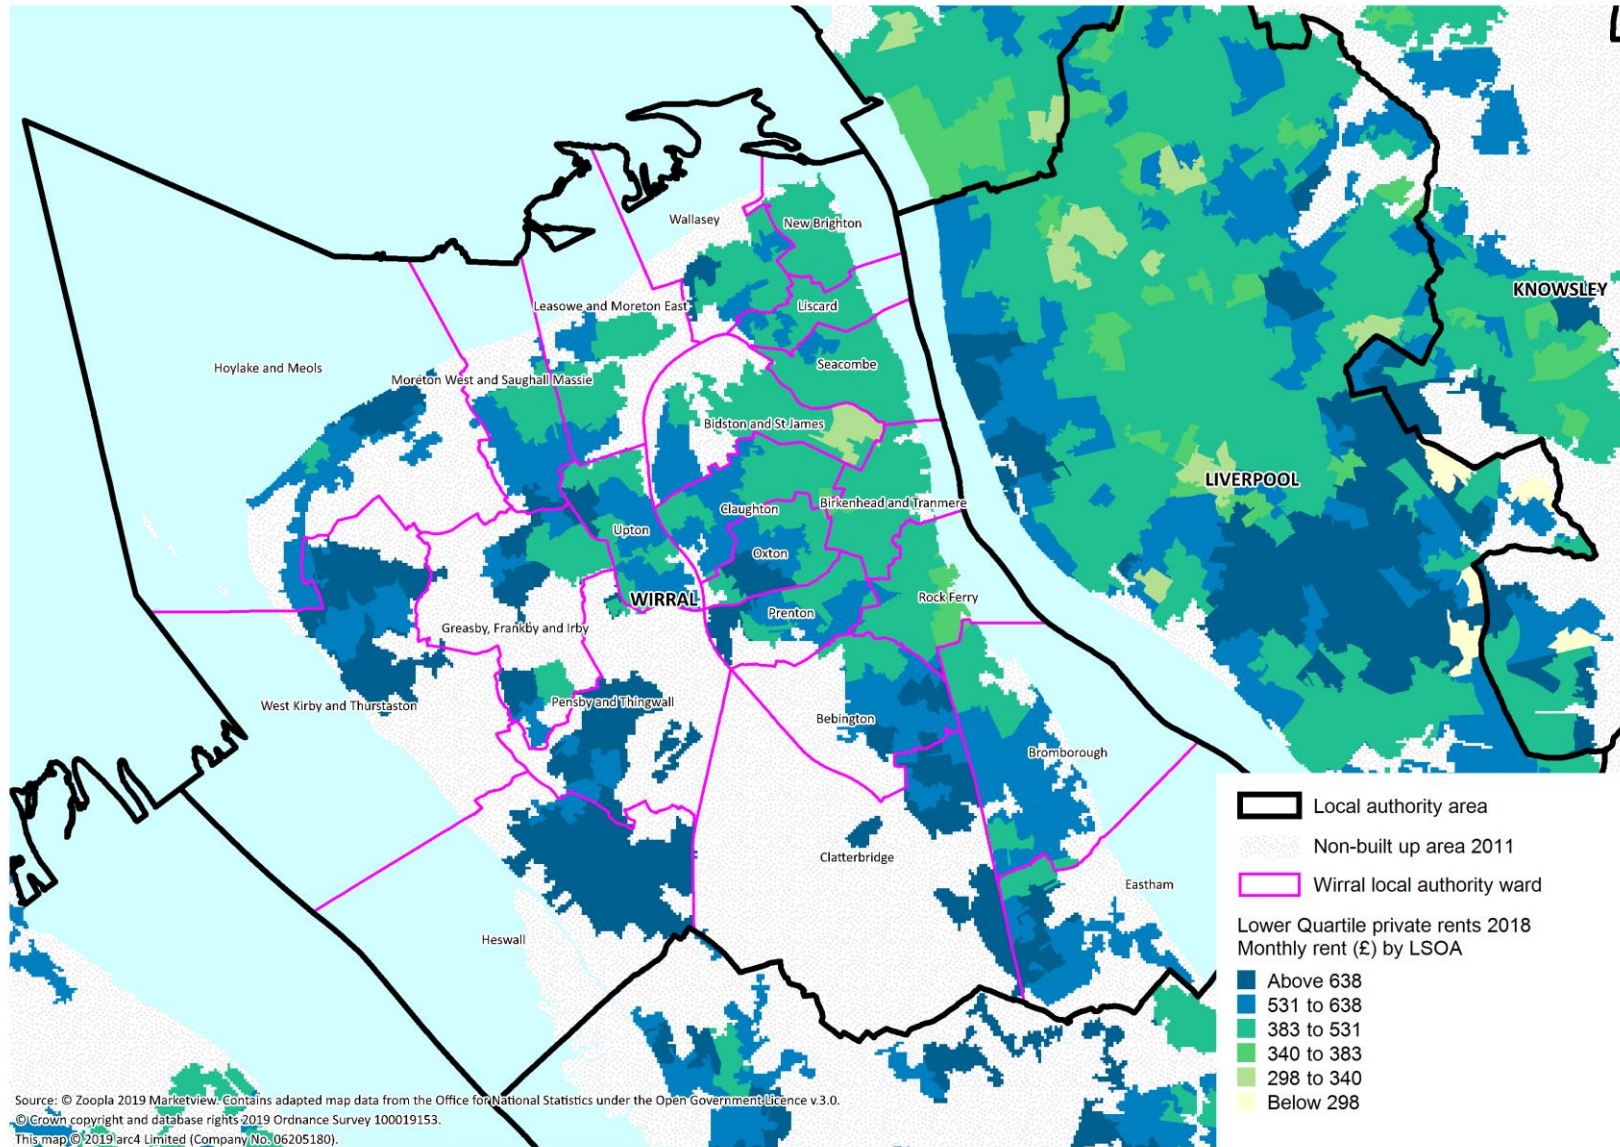 Wallasey
New Brighton
Leasowe and Moreton East
Liscard
KNOWSLEY
Hoylake and Meols
Seacombe
Moreton West and Saughall Massie
Bidston and St James
LIVERPOOL
Claughton
Birkenhead and Tranmere
Upton
Oxton
WIRRAL
Rock Ferry
Prenton
Greasby, Frankby and Irby
West Kirby and Thurstaston
Pensby and Thingwall
Bebington
Bromborough
Clatterbridge
Eastham
Heswall
Local authority area
Non-built up area 2011
Wirral local authority ward
Lower Quartile private rents 2018
Monthly rent (£) by LSOA
Above 638
531 to 638
383 to 531
340 to 383
298 to 340
Below 298
Source: © Zoopla 2019 Marketview. Contains adapted map data from the Office for National Statistics under the Open Government Licence v.3.0.
© Crown copyright and database rights 2019 Ordnance Survey 100019153.
This map © 2019 arc4 Limited (Company No. 06205180).